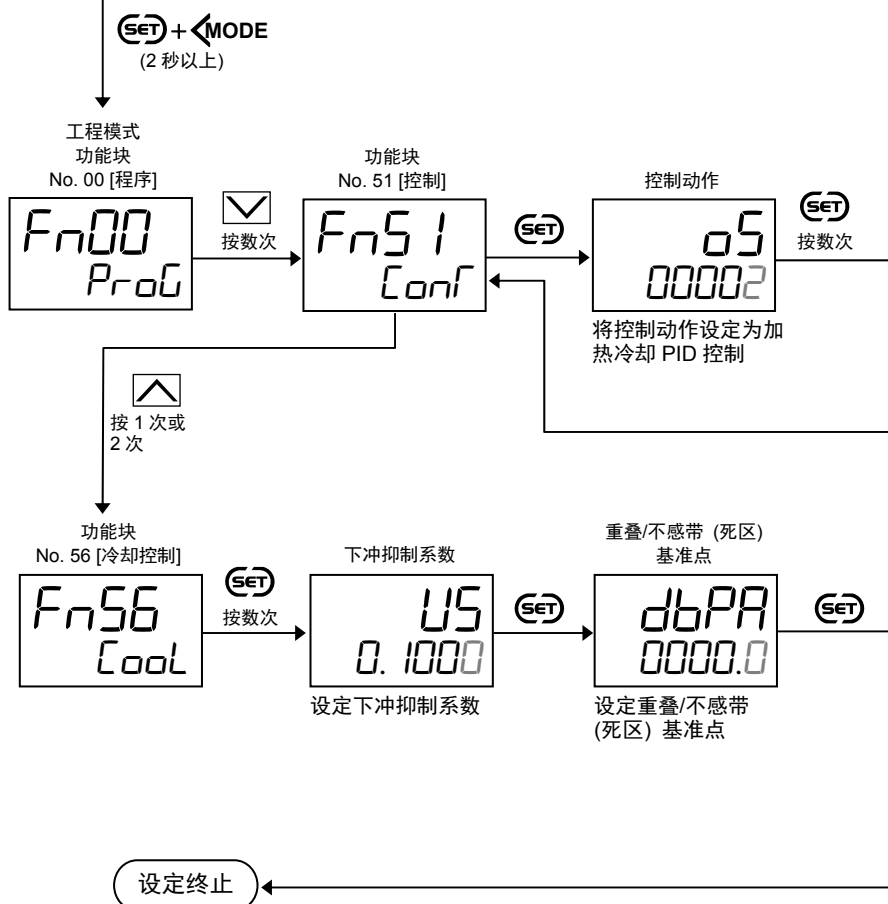 SET + MODE
(2 秒以上)
工程模式
功能块
No. 00 [程序]
Fn00
ProG
按数次
功能块
No. 51 [控制]
Fn51
ConT
SET
控制动作
oS
00002
将控制动作设定为加
热冷却 PID 控制
SET
按数次
按 1 次或
2 次
功能块
No. 56 [冷却控制]
Fn56
CooL
SET
按数次
下冲抑制系数
US
0.1000
设定下冲抑制系数
SET
重叠/不感带 (死区)
基准点
dbPA
0000.0
设定重叠/不感带
(死区) 基准点
SET
设定终止